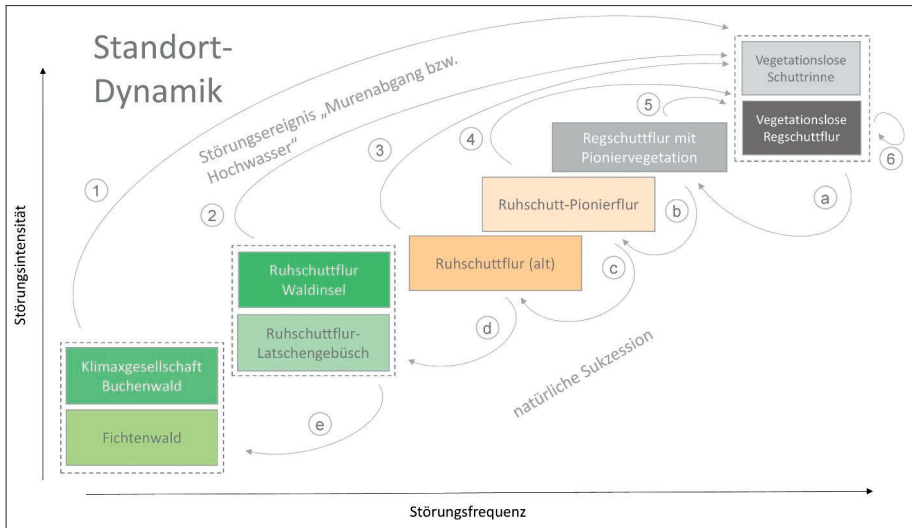 Standort-
Dynamik
Störungsereignis „Murenabgang bzw.
Hochwasser“
Vegetationslose
Schuttrinne
Vegetationslose
Regschuttflur
Regschuttflur mit
Pioniervegetation
Ruhschutt-Pionierflur
Ruhschuttflur (alt)
Ruhschuttflur
Waldinsel
Ruhschuttflur-
Latschengebüsch
Klimaxgesellschaft
Buchenwald
Fichtenwald
1
2
3
4
5
6
a
b
c
d
e
natürliche Sukzession
Störungsintensität
Störungsfrequenz